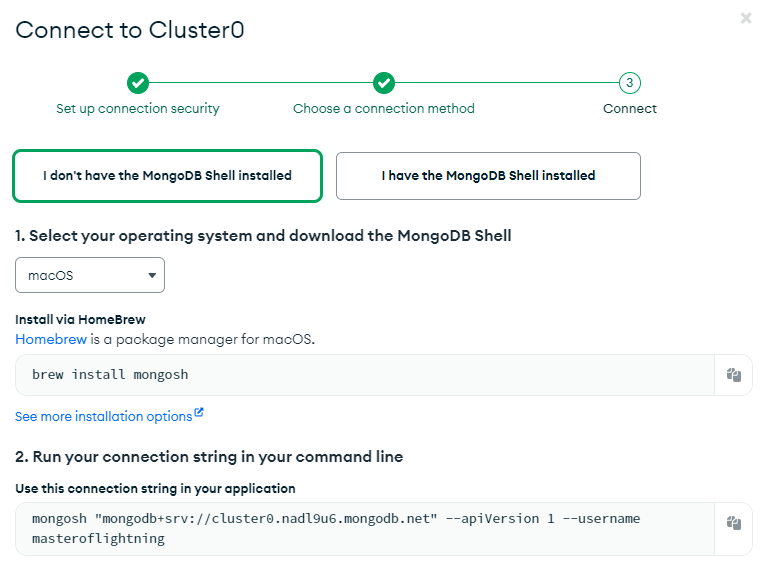 Connect to Cluster0
3
Set up connection security
Choose a connection method
Connect
I don't have the MongoDB Shell installed
I have the MongoDB Shell installed
1. Select your operating system and download the MongoDB Shell
macOS
Install via HomeBrew
Homebrew is a package manager for macOS.
brew install mongosh
See more installation options
2. Run your connection string in your command line
Use this connection string in your application
mongosh "mongodb+srv://cluster0.nadl9u6.mongodb.net" --apiVersion 1 --username
masteroflightning